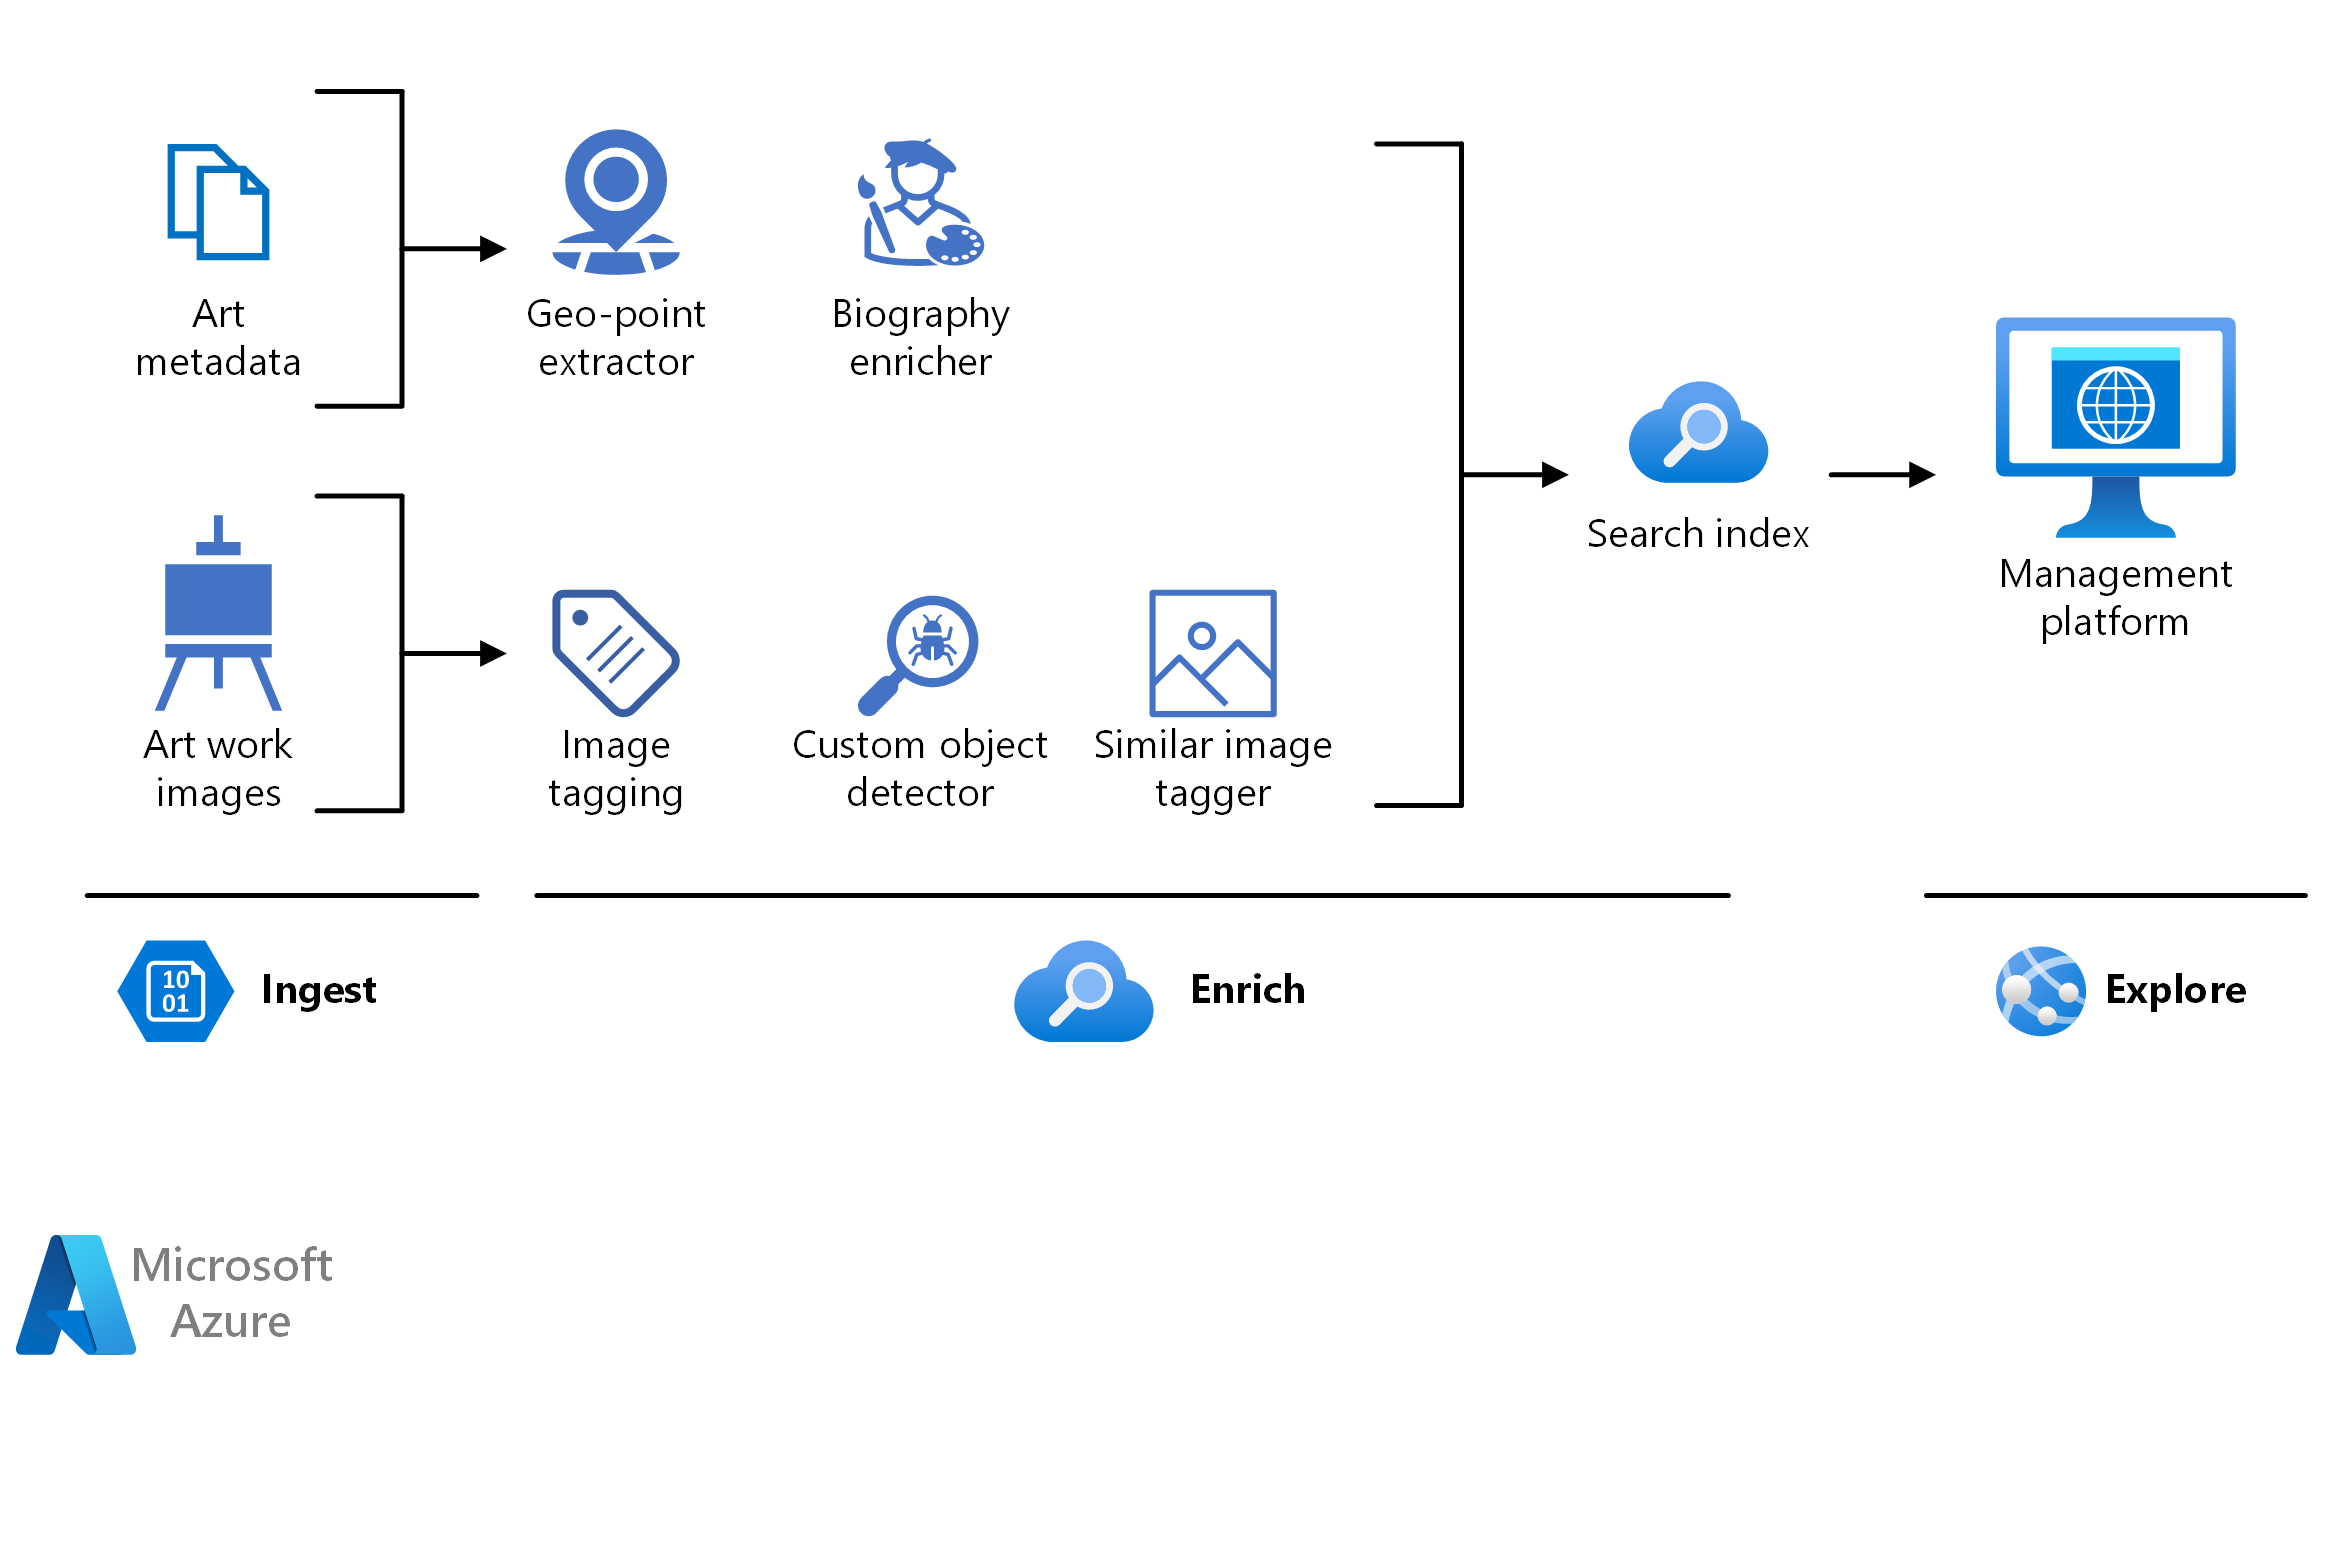 Art
metadata
Geo-point
extractor
Biography
enricher
Art work
images
Image
tagging
Custom object
detector
Similar image
tagger
Search index
Management
platform
10
01
Ingest
Enrich
Explore
Microsoft
Azure